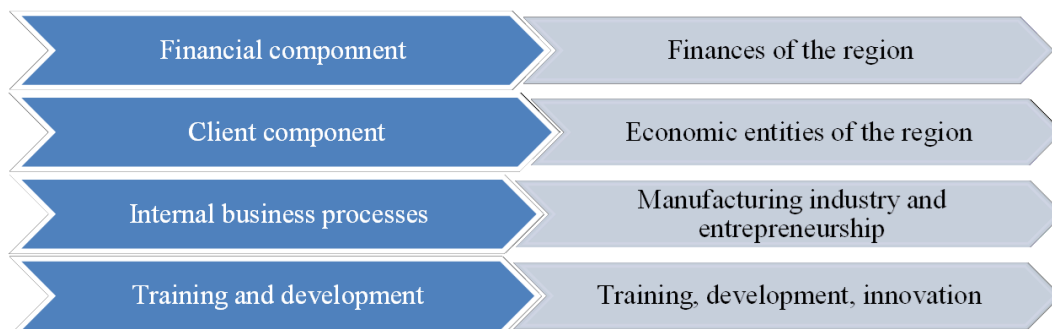 Financial componnent
Finances of the region
Client component
Economic entities of the region
Internal business processes
Manufacturing industry and
entrepreneurship
Training and development
Training, development, innovation